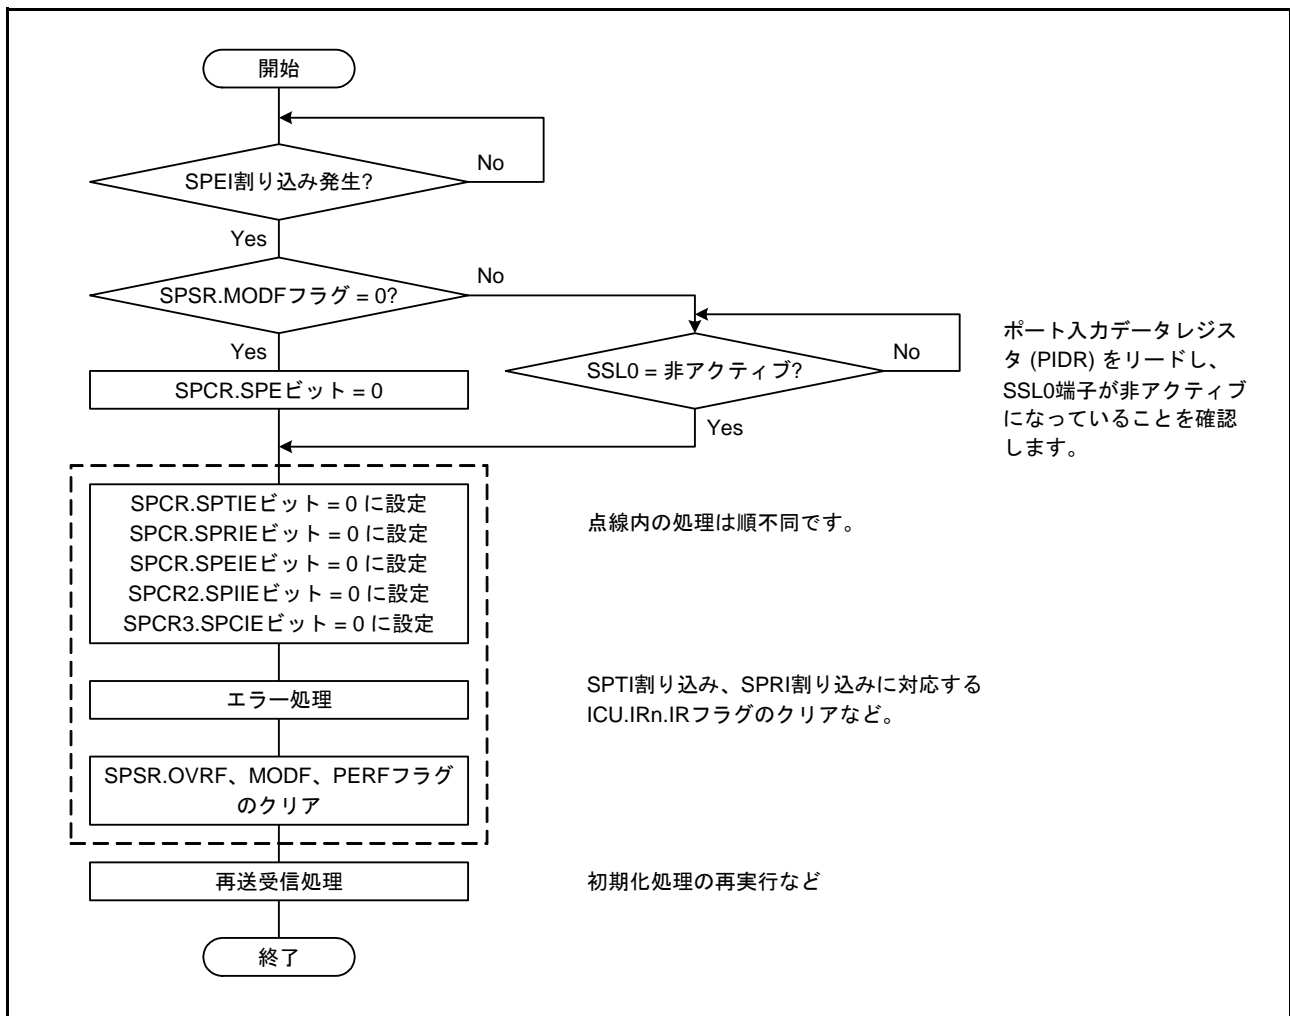 開始
SPEI割り込み発生?
No
Yes
SPSR.MODFフラグ = 0?
No
Yes
SPCR.SPEビット = 0
SSL0 = 非アクティブ?
No
Yes
ポート入力データレジス
タ (PIDR) をリードし、
SSL0端子が非アクティブ
になっていることを確認
します。
SPCR.SPTIEビット = 0 に設定
SPCR.SPRIEビット = 0 に設定
SPCR.SPEIEビット = 0 に設定
SPCR2.SPIIEビット = 0 に設定
SPCR3.SPCIEビット = 0 に設定
点線内の処理は順不同です。
エラー処理
SPTI割り込み、SPRI割り込みに対応する
ICU.IRn.IRフラグのクリアなど。
SPSR.OVRF、MODF、PERFフラグ
のクリア
再送受信処理
初期化処理の再実行など
終了